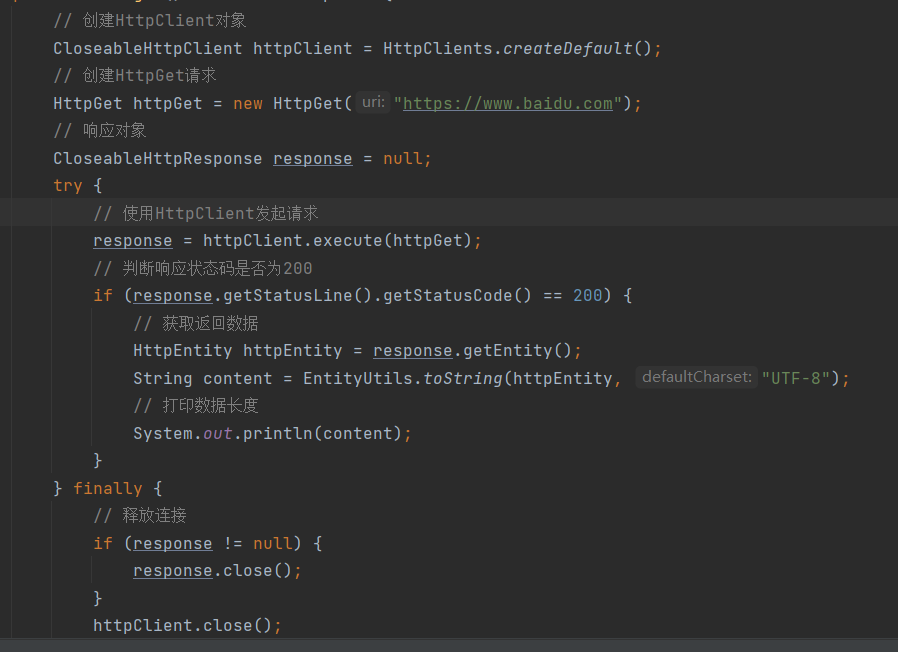 // 创建HttpClient对象
CloseableHttpClient httpClient = HttpClients.createDefault();
// 创建HttpGet请求
HttpGet httpGet = new HttpGet( uri: "https://www.baidu.com");
// 响应对象
CloseableHttpResponse response = null;
try {
// 使用HttpClient发起请求
response = httpClient.execute(httpGet);
// 判断响应状态码是否为200
if (response.getStatusLine().getStatusCode() == 200) {
// 获取返回数据
HttpEntity httpEntity = response.getEntity();
String content = EntityUtils.toString(httpEntity, defaultCharset: "UTF-8");
// 打印数据长度
System.out.println(content);
}
} finally {
// 释放连接
if (response != null) {
response.close();
}
httpClient.close();